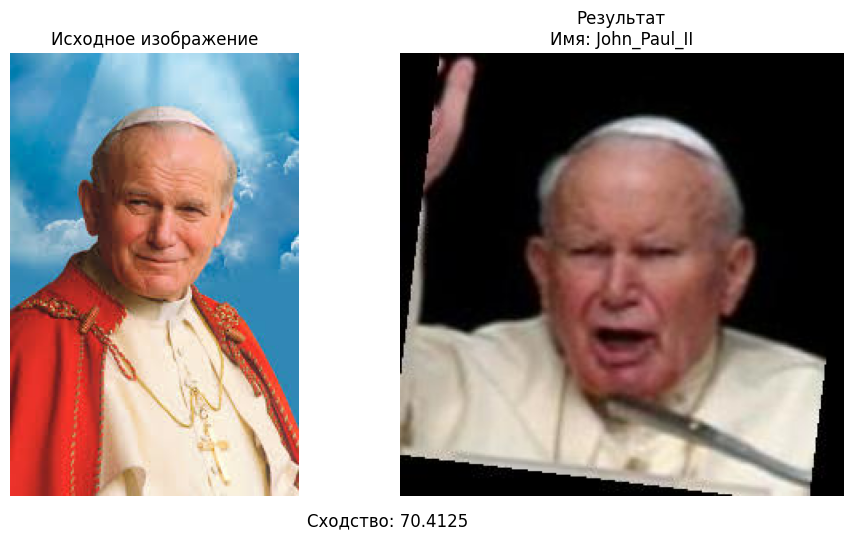 Исходное изображение
Результат
Имя: John_Paul_II
Сходство: 70.4125